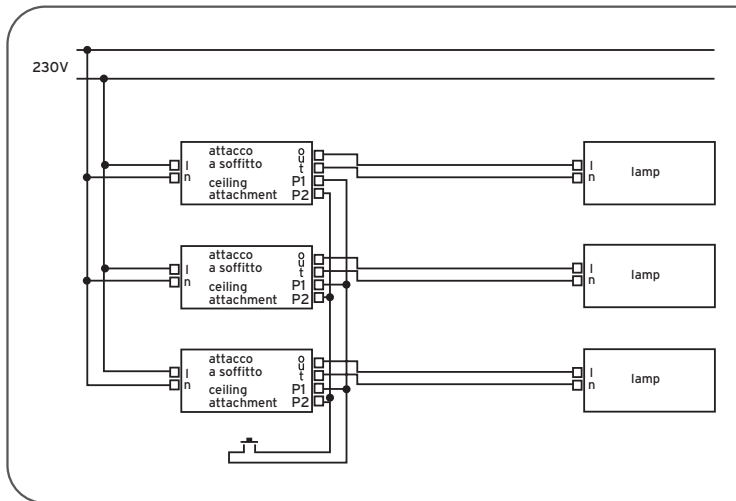 230V
attacco
a soffitto
ceiling
attachment
l
n
out
P1
P2
l
n
lamp
attacco
a soffitto
ceiling
attachment
l
n
out
P1
P2
l
n
lamp
attacco
a soffitto
ceiling
attachment
l
n
out
P1
P2
l
n
lamp